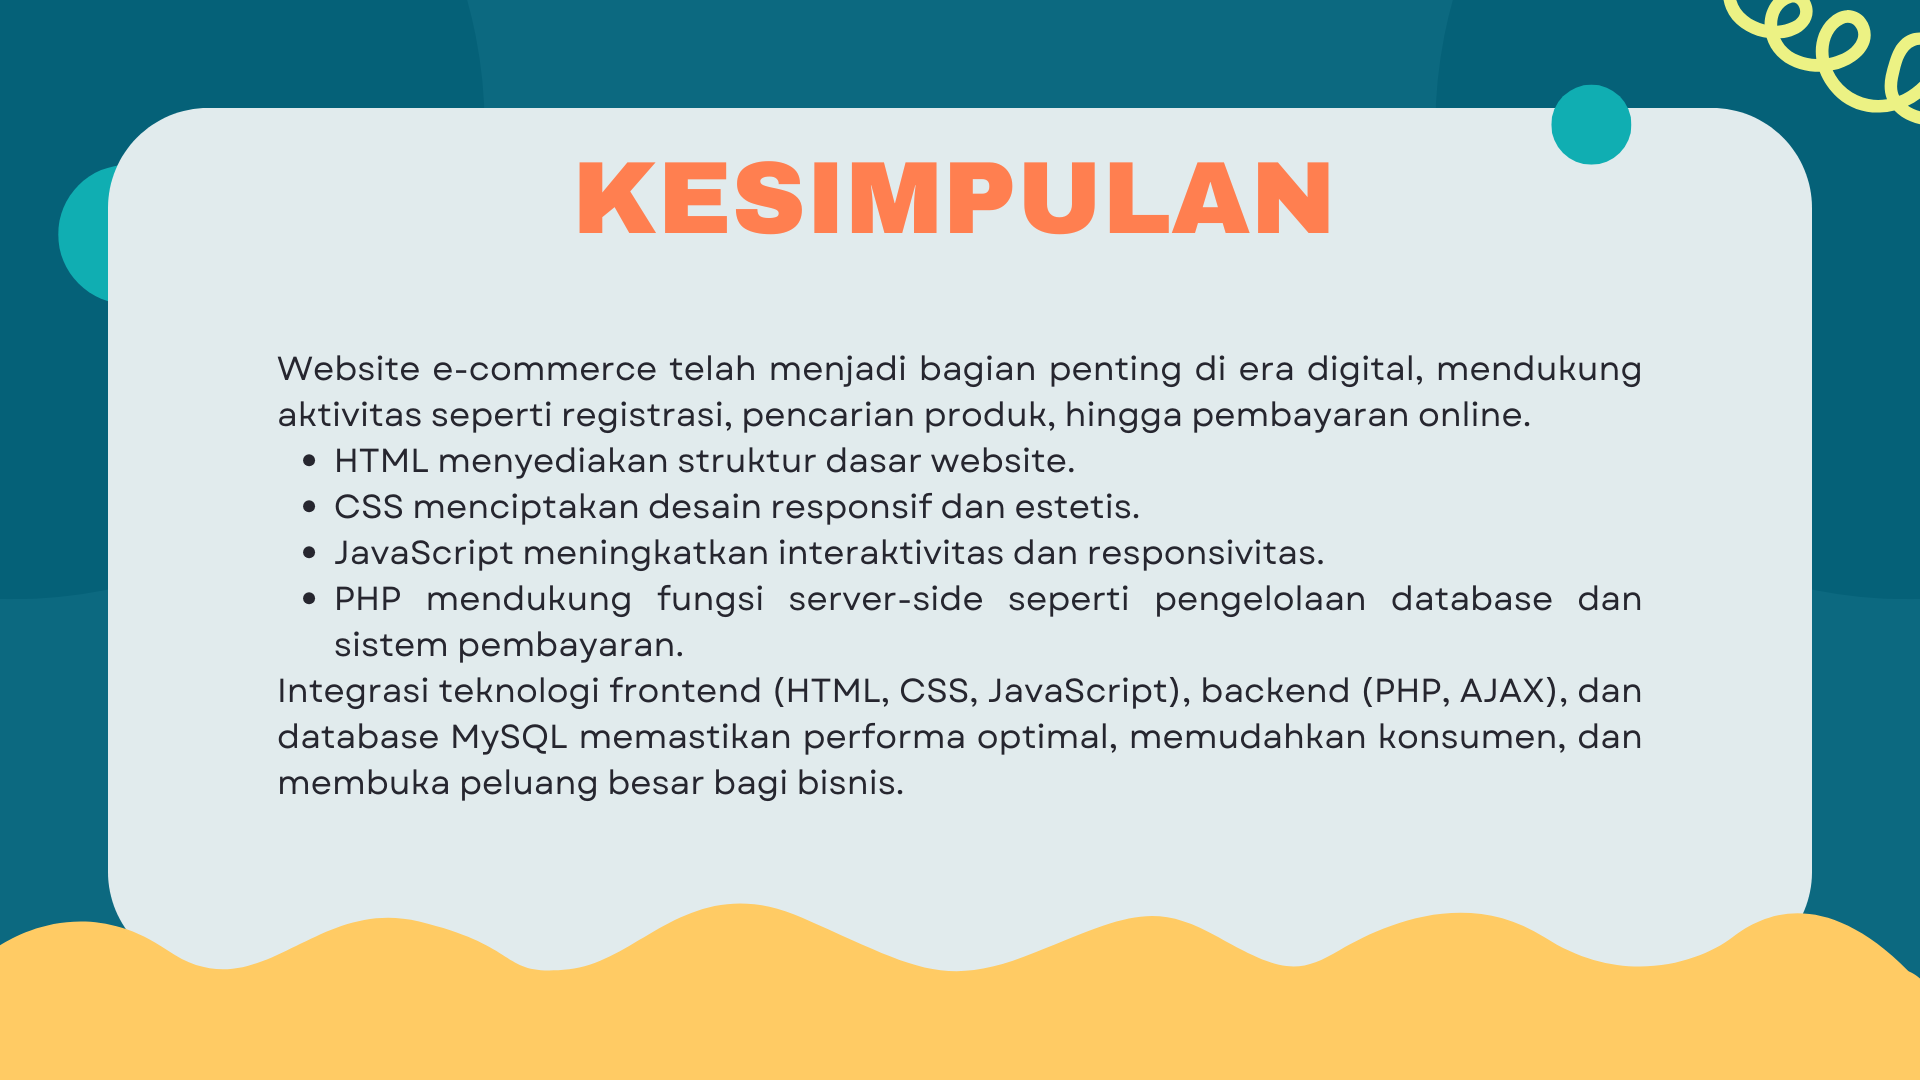 KESIMPULAN
Website e-commerce telah menjadi bagian penting di era digital, mendukung
aktivitas seperti registrasi, pencarian produk, hingga pembayaran online.
• HTML menyediakan struktur dasar website.
• CSS menciptakan desain responsif dan estetis.
• JavaScript meningkatkan interaktivitas dan responsivitas.
• PHP mendukung fungsi server-side seperti pengelolaan database dan
sistem pembayaran.
Integrasi teknologi frontend (HTML, CSS, JavaScript), backend (PHP, AJAX), dan
database MySQL memastikan performa optimal, memudahkan konsumen, dan
membuka peluang besar bagi bisnis.